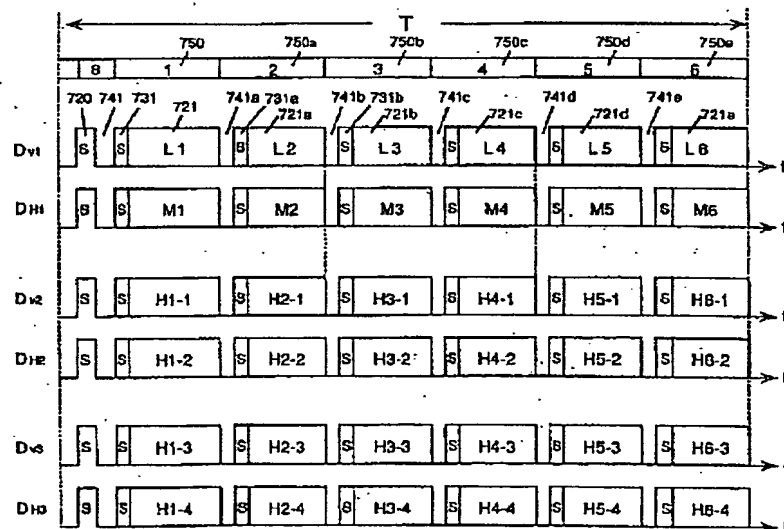 T
750 750a 750b 750c 750d 750e
S 1 2 3 4 5 6
720 741 731 721 741a 731a 721a 741b 731b 721b 741c 721c 741d 721d 741e 721e
Dv1 S S L1 S L2 S L3 S L4 S L5 S L6 t
DH1 S S M1 S M2 S M3 S M4 S M5 S M6 t
Dv2 S S H1-1 S H2-1 S H3-1 S H4-1 S H5-1 S H6-1 t
DH2 S S H1-2 S H2-2 S H3-2 S H4-2 S H5-2 S H6-2 t
Dv3 S S H1-3 S H2-3 S H3-3 S H4-3 S H5-3 S H6-3 t
DH3 S S H1-4 S H2-4 S H3-4 S H4-4 S H5-4 S H6-4